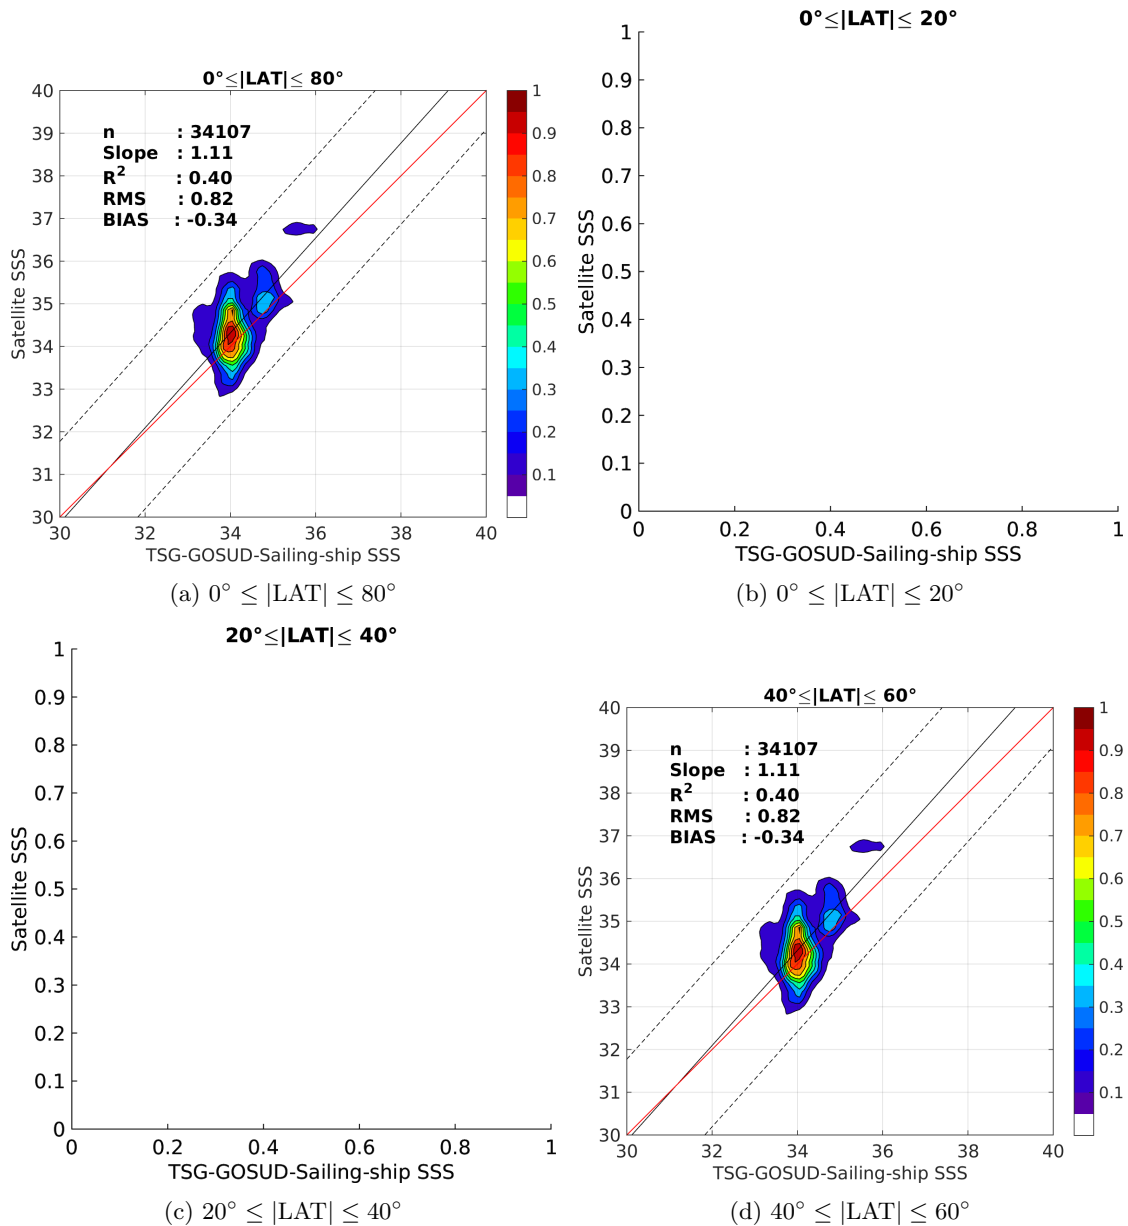 0°≤|LAT|≤ 80°
40
39
38
37
36
35
34
33
32
31
30
30 32 34 36 38 40
n : 34107
Slope : 1.11
R² : 0.40
RMS : 0.82
BIAS : -0.34
1
0.9
0.8
0.7
0.6
0.5
0.4
0.3
0.2
0.1
Satellite SSS
TSG-GOSUD-Sailing-ship SSS
(a) 0° ≤ |LAT| ≤ 80°
0°≤|LAT|≤ 20°
1
0.9
0.8
0.7
0.6
0.5
0.4
0.3
0.2
0.1
0
0 0.2 0.4 0.6 0.8 1
Satellite SSS
TSG-GOSUD-Sailing-ship SSS
(b) 0° ≤ |LAT| ≤ 20°
20°≤|LAT|≤ 40°
1
0.9
0.8
0.7
0.6
0.5
0.4
0.3
0.2
0.1
0
0 0.2 0.4 0.6 0.8 1
Satellite SSS
TSG-GOSUD-Sailing-ship SSS
(c) 20° ≤ |LAT| ≤ 40°
40°≤|LAT|≤ 60°
40
39
38
37
36
35
34
33
32
31
30
30 32 34 36 38 40
n : 34107
Slope : 1.11
R² : 0.40
RMS : 0.82
BIAS : -0.34
1
0.9
0.8
0.7
0.6
0.5
0.4
0.3
0.2
0.1
Satellite SSS
TSG-GOSUD-Sailing-ship SSS
(d) 40° ≤ |LAT| ≤ 60°